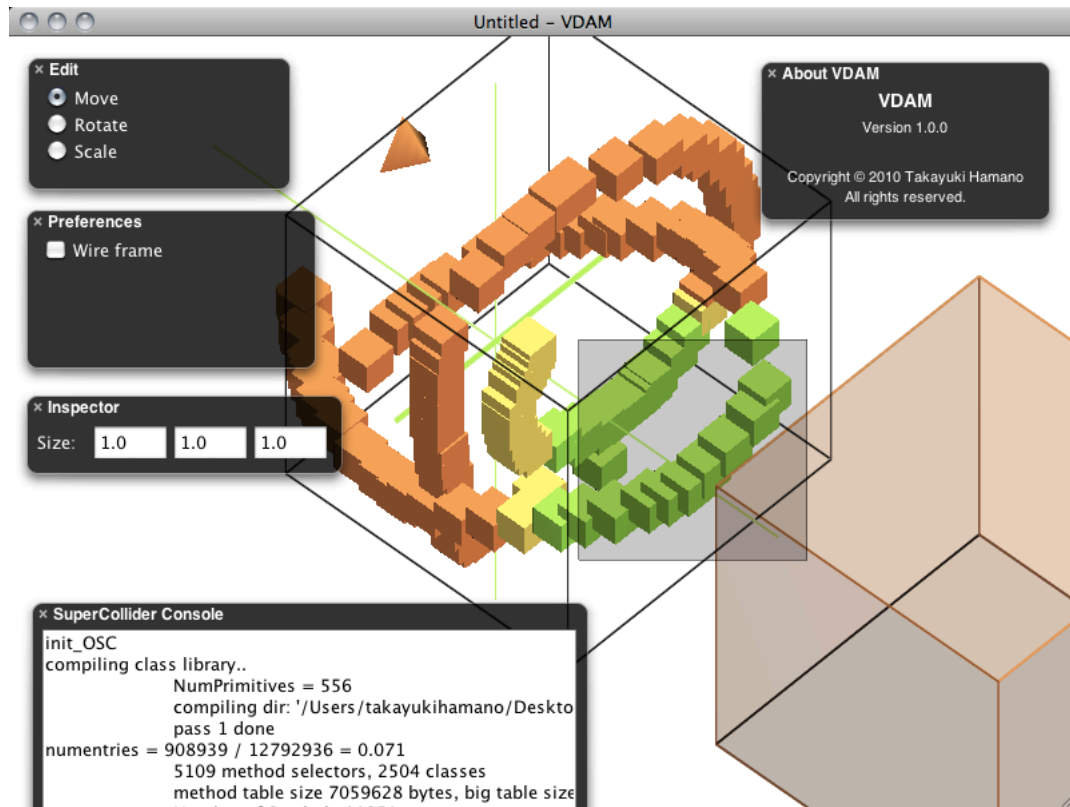 Untitled – VDAM
× Edit
Move
Rotate
Scale
× Preferences
Wire frame
× Inspector
Size: 1.0 1.0 1.0
× About VDAM
VDAM
Version 1.0.0
Copyright © 2010 Takayuki Hamano
All rights reserved.
× SuperCollider Console
init_OSC
compiling class library..
NumPrimitives = 556
compiling dir: '/Users/takayukihamano/Deskto
pass 1 done
numentries = 908939 / 12792936 = 0.071
5109 method selectors, 2504 classes
method table size 7059628 bytes, big table size